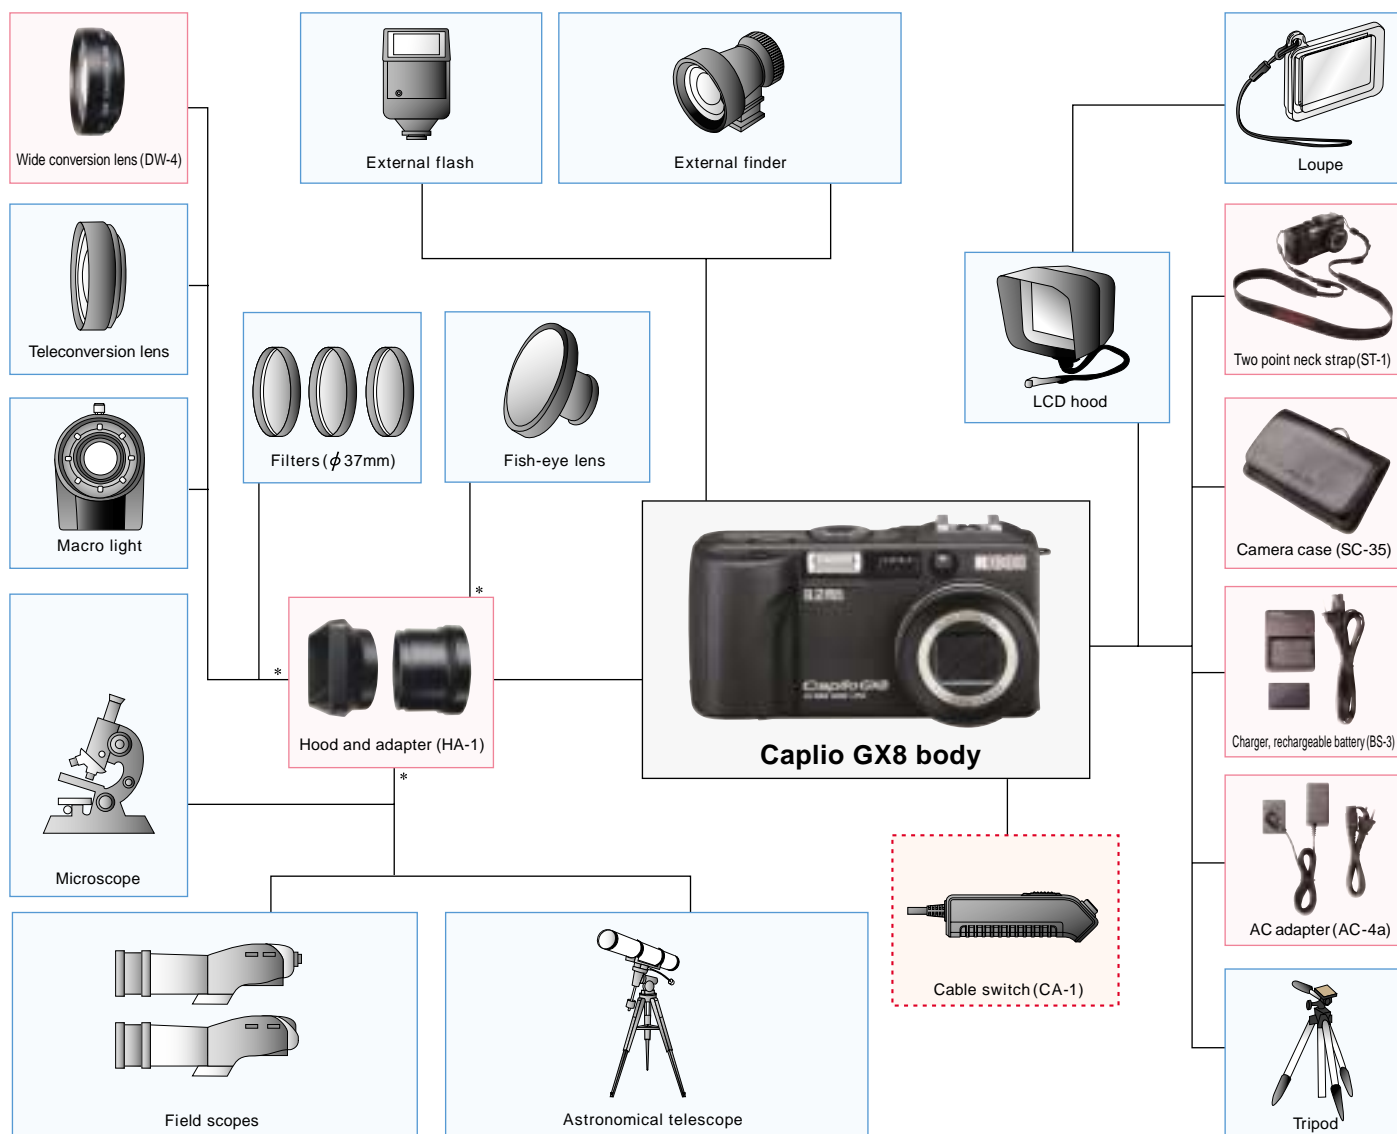 Wide conversion lens (DW-4)
External flash
External finder
Loupe
Teleconversion lens
Filters (ϕ 37mm)
Fish-eye lens
LCD hood
Two point neck strap (ST-1)
Macro light
Camera case (SC-35)
*
*
Hood and adapter (HA-1)
*
Caplio GX8
Caplio GX8 body
Charger, rechargeable battery (BS-3)
Microscope
Cable switch (CA-1)
AC adapter (AC-4a)
Field scopes
Astronomical telescope
Tripod